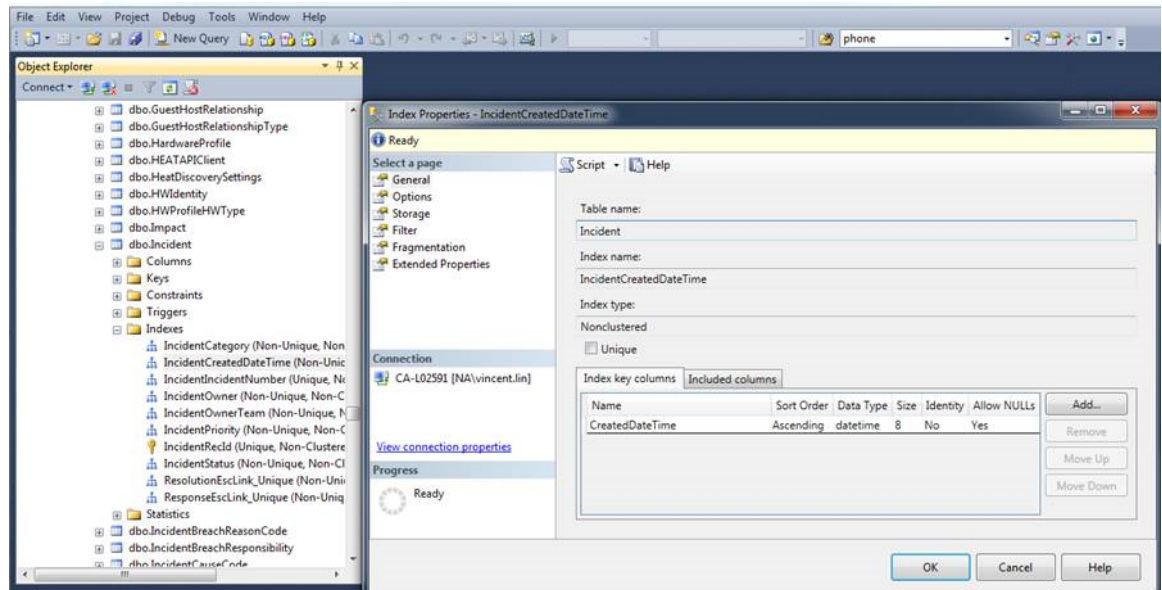 File Edit View Project Debug Tools Window Help
New Query phone
Object Explorer
Connect
dbo.GuestHostRelationship
dbo.GuestHostRelationshipType
dbo.HardwareProfile
dbo.HEATAPIClient
dbo.HeatDiscoverySettings
dbo.HWIdentity
dbo.HWProfileHWType
dbo.Impact
dbo.Incident
Columns
Keys
Constraints
Triggers
Indexes
IncidentCategory (Non-Unique, Non
IncidentCreatedDateTime (Non-Unic
IncidentIncidentNumber (Unique, No
IncidentOwner (Non-Unique, Non-C
IncidentOwnerTeam (Non-Unique, N
IncidentPriority (Non-Unique, Non-C
IncidentRecId (Unique, Non-Clustere
IncidentStatus (Non-Unique, Non-Cl
ResolutionEscLink_Unique (Non-Uni
ResponseEscLink_Unique (Non-Uniq
Statistics
dbo.IncidentBreachReasonCode
dbo.IncidentBreachResponsibility
dbo.IncidentCauseCode
Index Properties - IncidentCreatedDateTime
Ready
Select a page
General
Options
Storage
Filter
Fragmentation
Extended Properties
Connection
CA-L02591 [NA\vincent.lin]
View connection properties
Progress
Ready
Script Help
Table name:
Incident
Index name:
IncidentCreatedDateTime
Index type:
Nonclustered
Unique
Index key columns Included columns
Name Sort Order Data Type Size Identity Allow NULLs
CreatedDateTime Ascending datetime 8 No Yes
Add...
Remove
Move Up
Move Down
OK Cancel Help